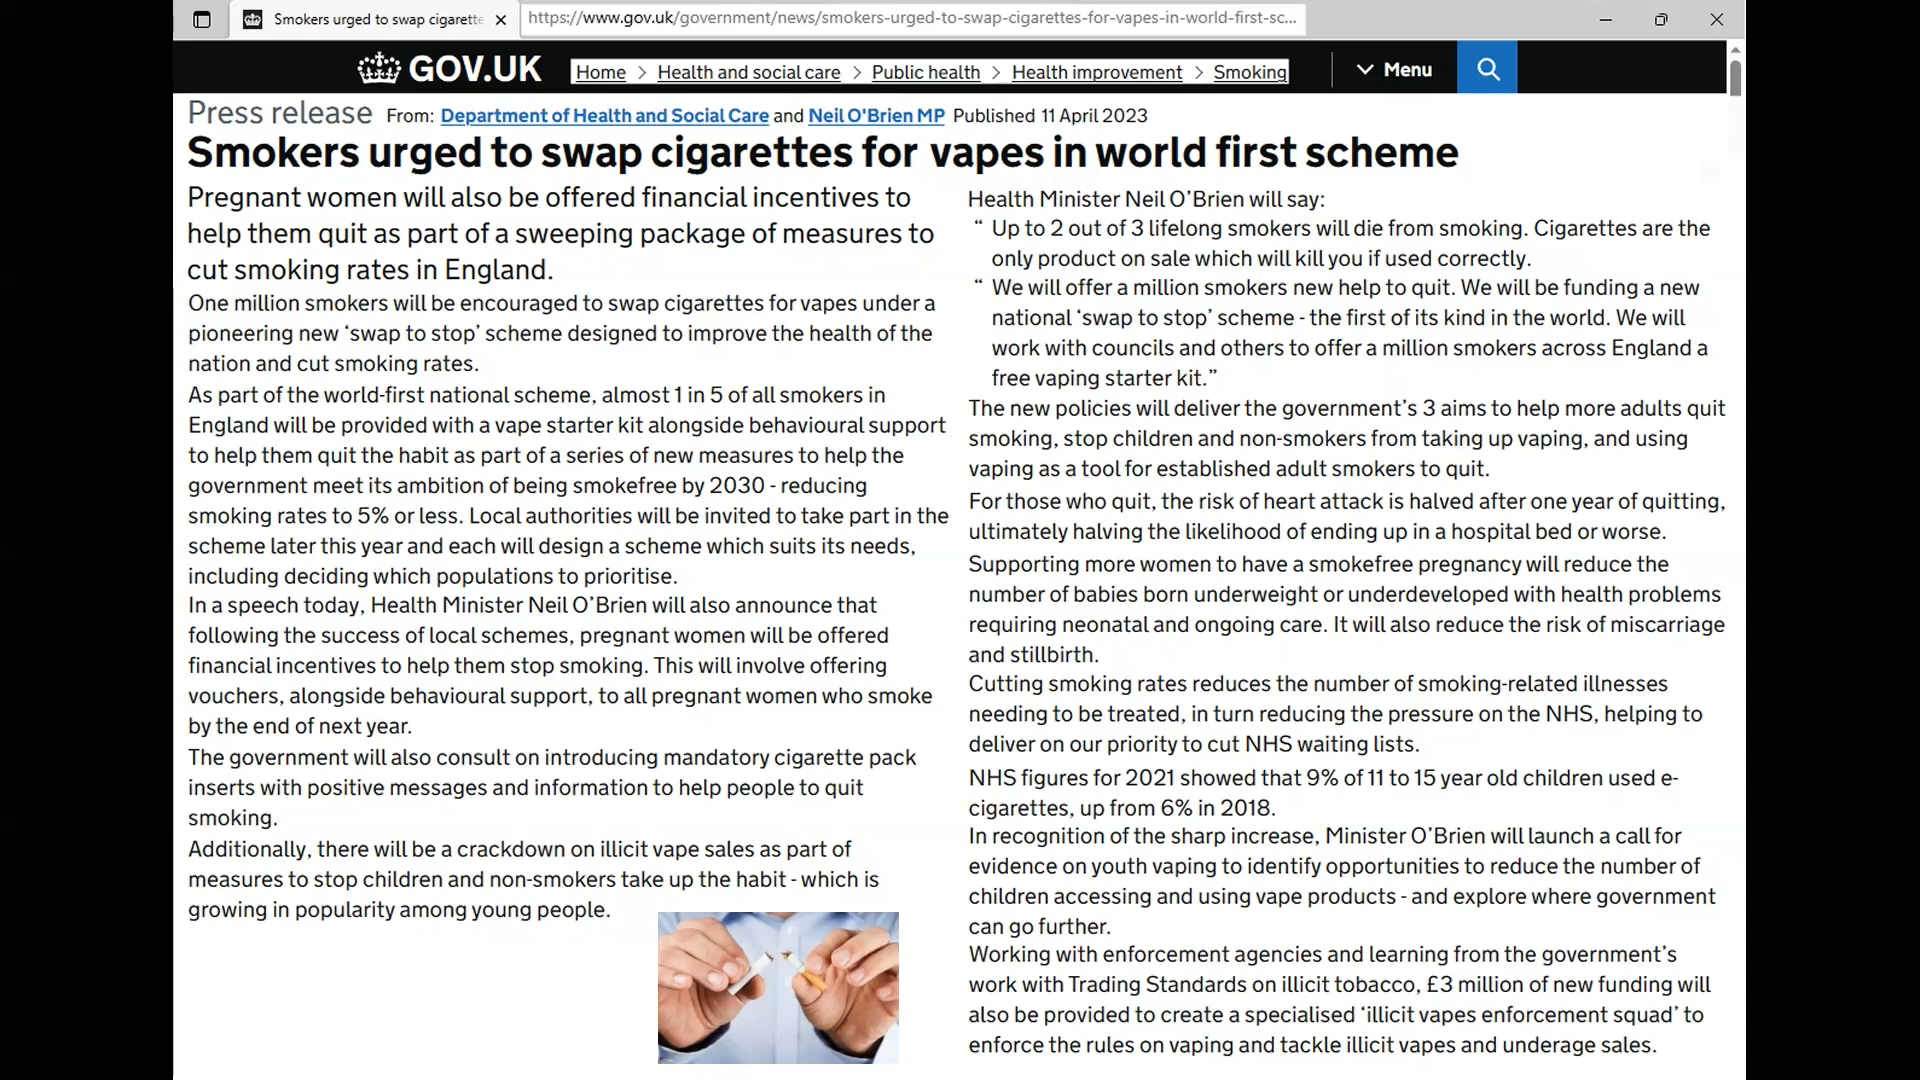 Smokers urged to swap cigarette
https://www.gov.uk/government/news/smokers-urged-to-swap-cigarettes-for-vapes-in-world-first-sc...
GOV.UK
Home > Health and social care > Public health > Health improvement > Smoking
Menu
Press release From: Department of Health and Social Care and Neil O'Brien MP Published 11 April 2023
Smokers urged to swap cigarettes for vapes in world first scheme
Pregnant women will also be offered financial incentives to
help them quit as part of a sweeping package of measures to
cut smoking rates in England.
One million smokers will be encouraged to swap cigarettes for vapes under a
pioneering new ‘swap to stop’ scheme designed to improve the health of the
nation and cut smoking rates.
As part of the world-first national scheme, almost 1 in 5 of all smokers in
England will be provided with a vape starter kit alongside behavioural support
to help them quit the habit as part of a series of new measures to help the
government meet its ambition of being smokefree by 2030 - reducing
smoking rates to 5% or less. Local authorities will be invited to take part in the
scheme later this year and each will design a scheme which suits its needs,
including deciding which populations to prioritise.
In a speech today, Health Minister Neil O’Brien will also announce that
following the success of local schemes, pregnant women will be offered
financial incentives to help them stop smoking. This will involve offering
vouchers, alongside behavioural support, to all pregnant women who smoke
by the end of next year.
The government will also consult on introducing mandatory cigarette pack
inserts with positive messages and information to help people to quit
smoking.
Additionally, there will be a crackdown on illicit vape sales as part of
measures to stop children and non-smokers take up the habit - which is
growing in popularity among young people.
Health Minister Neil O’Brien will say:
“ Up to 2 out of 3 lifelong smokers will die from smoking. Cigarettes are the
only product on sale which will kill you if used correctly.
“ We will offer a million smokers new help to quit. We will be funding a new
national ‘swap to stop’ scheme - the first of its kind in the world. We will
work with councils and others to offer a million smokers across England a
free vaping starter kit.”
The new policies will deliver the government’s 3 aims to help more adults quit
smoking, stop children and non-smokers from taking up vaping, and using
vaping as a tool for established adult smokers to quit.
For those who quit, the risk of heart attack is halved after one year of quitting,
ultimately halving the likelihood of ending up in a hospital bed or worse.
Supporting more women to have a smokefree pregnancy will reduce the
number of babies born underweight or underdeveloped with health problems
requiring neonatal and ongoing care. It will also reduce the risk of miscarriage
and stillbirth.
Cutting smoking rates reduces the number of smoking-related illnesses
needing to be treated, in turn reducing the pressure on the NHS, helping to
deliver on our priority to cut NHS waiting lists.
NHS figures for 2021 showed that 9% of 11 to 15 year old children used e-
cigarettes, up from 6% in 2018.
In recognition of the sharp increase, Minister O’Brien will launch a call for
evidence on youth vaping to identify opportunities to reduce the number of
children accessing and using vape products - and explore where government
can go further.
Working with enforcement agencies and learning from the government’s
work with Trading Standards on illicit tobacco, £3 million of new funding will
also be provided to create a specialised ‘illicit vapes enforcement squad’ to
enforce the rules on vaping and tackle illicit vapes and underage sales.